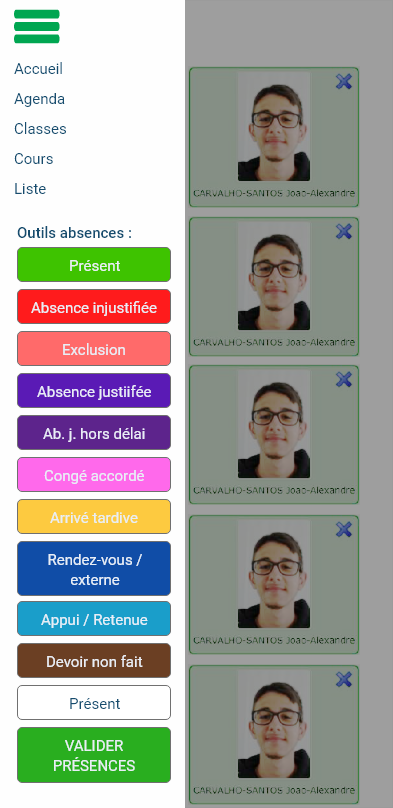 Accueil
Agenda
Classes
Cours
Liste
Outils absences :
Présent
Absence injustifiée
Exclusion
Absence justiifée
Ab. j. hors délai
Congé accordé
Arrivé tardive
Rendez-vous /
externe
Appui / Retenue
Devoir non fait
Présent
VALIDER
PRÉSENCES
CARVALHO-SANTOS Joao-Alexandre
CARVALHO-SANTOS Joao-Alexandre
CARVALHO-SANTOS Joao-Alexandre
CARVALHO-SANTOS Joao-Alexandre
CARVALHO-SANTOS Joao-Alexandre